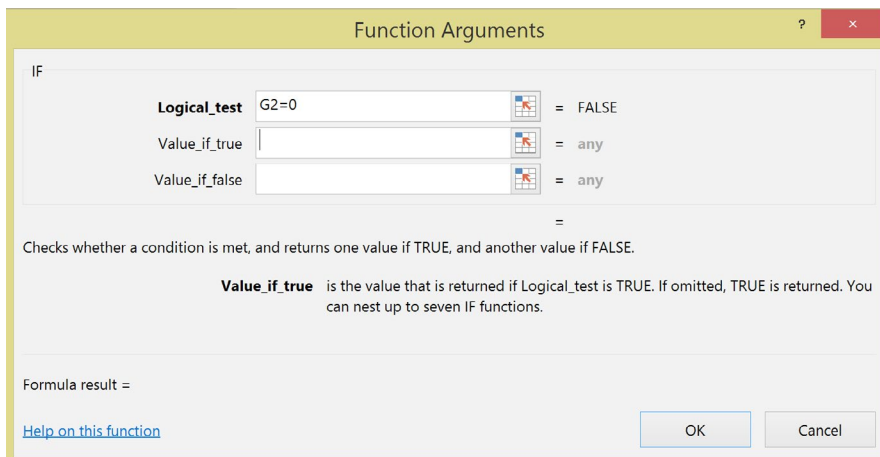 Function Arguments
?
×
IF
Logical_test G2=0 = FALSE
Value_if_true = any
Value_if_false = any
=
Checks whether a condition is met, and returns one value if TRUE, and another value if FALSE.
Value_if_true is the value that is returned if Logical_test is TRUE. If omitted, TRUE is returned. You
can nest up to seven IF functions.
Formula result =
Help on this function
OK
Cancel